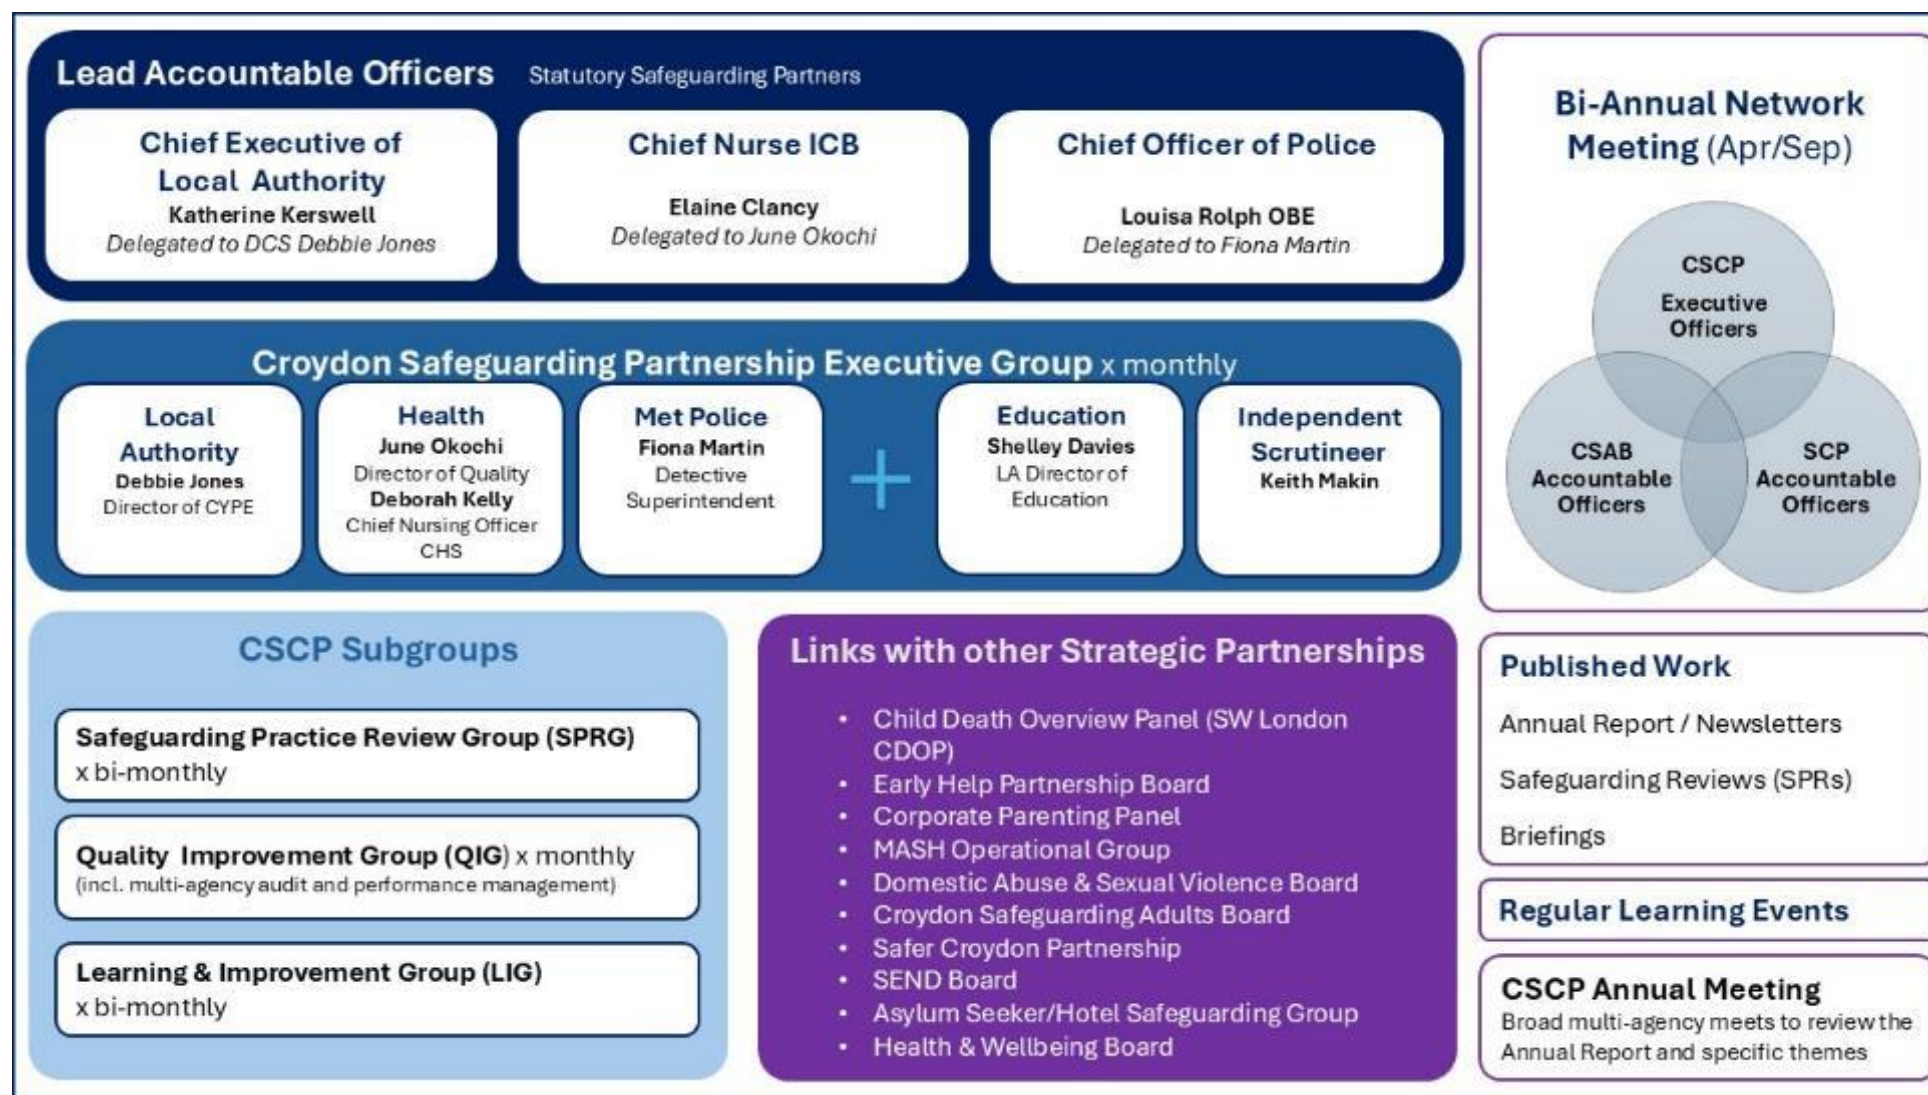 Lead Accountable Officers Statutory Safeguarding Partners
Chief Executive of
Local Authority
Katherine Kerswell
Delegated to DCS Debbie Jones
Chief Nurse ICB
Elaine Clancy
Delegated to June Okochi
Chief Officer of Police
Louisa Rolph OBE
Delegated to Fiona Martin
Croydon Safeguarding Partnership Executive Group x monthly
Local
Authority
Debbie Jones
Director of CYPE
Health
June Okochi
Director of Quality
Deborah Kelly
Chief Nursing Officer
CHS
Met Police
Fiona Martin
Detective
Superintendent
+
Education
Shelley Davies
LA Director of
Education
Independent
Scrutineer
Keith Makin
CSCP Subgroups
Safeguarding Practice Review Group (SPRG)
x bi-monthly
Quality Improvement Group (QIG) x monthly
(incl. multi-agency audit and performance management)
Learning & Improvement Group (LIG)
x bi-monthly
Links with other Strategic Partnerships
• Child Death Overview Panel (SW London
CDOP)
• Early Help Partnership Board
• Corporate Parenting Panel
• MASH Operational Group
• Domestic Abuse & Sexual Violence Board
• Croydon Safeguarding Adults Board
• Safer Croydon Partnership
• SEND Board
• Asylum Seeker/Hotel Safeguarding Group
• Health & Wellbeing Board
Bi-Annual Network
Meeting (Apr/Sep)
CSCP
Executive
Officers
CSAB
Accountable
Officers
SCP
Accountable
Officers
Published Work
Annual Report / Newsletters
Safeguarding Reviews (SPRs)
Briefings
Regular Learning Events
CSCP Annual Meeting
Broad multi-agency meets to review the
Annual Report and specific themes